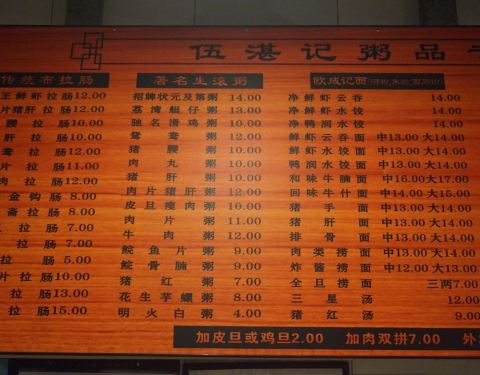 伍湛记粥品
传统布拉肠
王鲜虾拉肠12.00
片猪肝拉肠12.00
腰拉肠10.00
肝拉肠10.00
鸯拉肠12.00
片拉肠11.00
肉拉肠12.00
金钩肠8.00
斋拉肠8.00
拉肠7.00
拉肠7.00
肠5.00
片肠10.00
拉肠13.00
拉肠15.00
著名生滚粥
招牌状元及第粥 14.00
荔湾艇仔粥 13.00
驰名滑鸡粥 10.00
鸳鸯粥 12.00
猪腰粥 10.00
肉丸粥 10.00
猪肝粥 10.00
肉片猪肝粥 12.00
皮旦瘦肉粥 10.00
肉片粥 11.00
牛肉粥 12.00
鲩鱼片粥 9.00
鲩骨腩粥 9.00
猪红粥 7.00
花生芋螺粥 8.00
明火白粥 4.00
欧成记面
净鲜虾云吞 14.00
净鲜虾水饺 14.00
净鸭润水饺 14.00
鲜虾云吞面 中13.00 大14.00
鲜虾水饺面 中13.00 大14.00
鸭润水饺面 中13.00 大14.00
和味牛腩面 中16.00 大17.00
回味牛什面 中14.00 大15.00
猪手面 中13.00 大14.00
猪肝面 中13.00 大14.00
排骨面 中13.00 大14.00
肉类捞面 中13.00 大14.00
炸酱捞面 中12.00 大13.00
全旦捞面 三两7.00
三星汤 12.00
猪红汤 9.00
加皮旦或鸡旦2.00 加肉双拼7.00 外